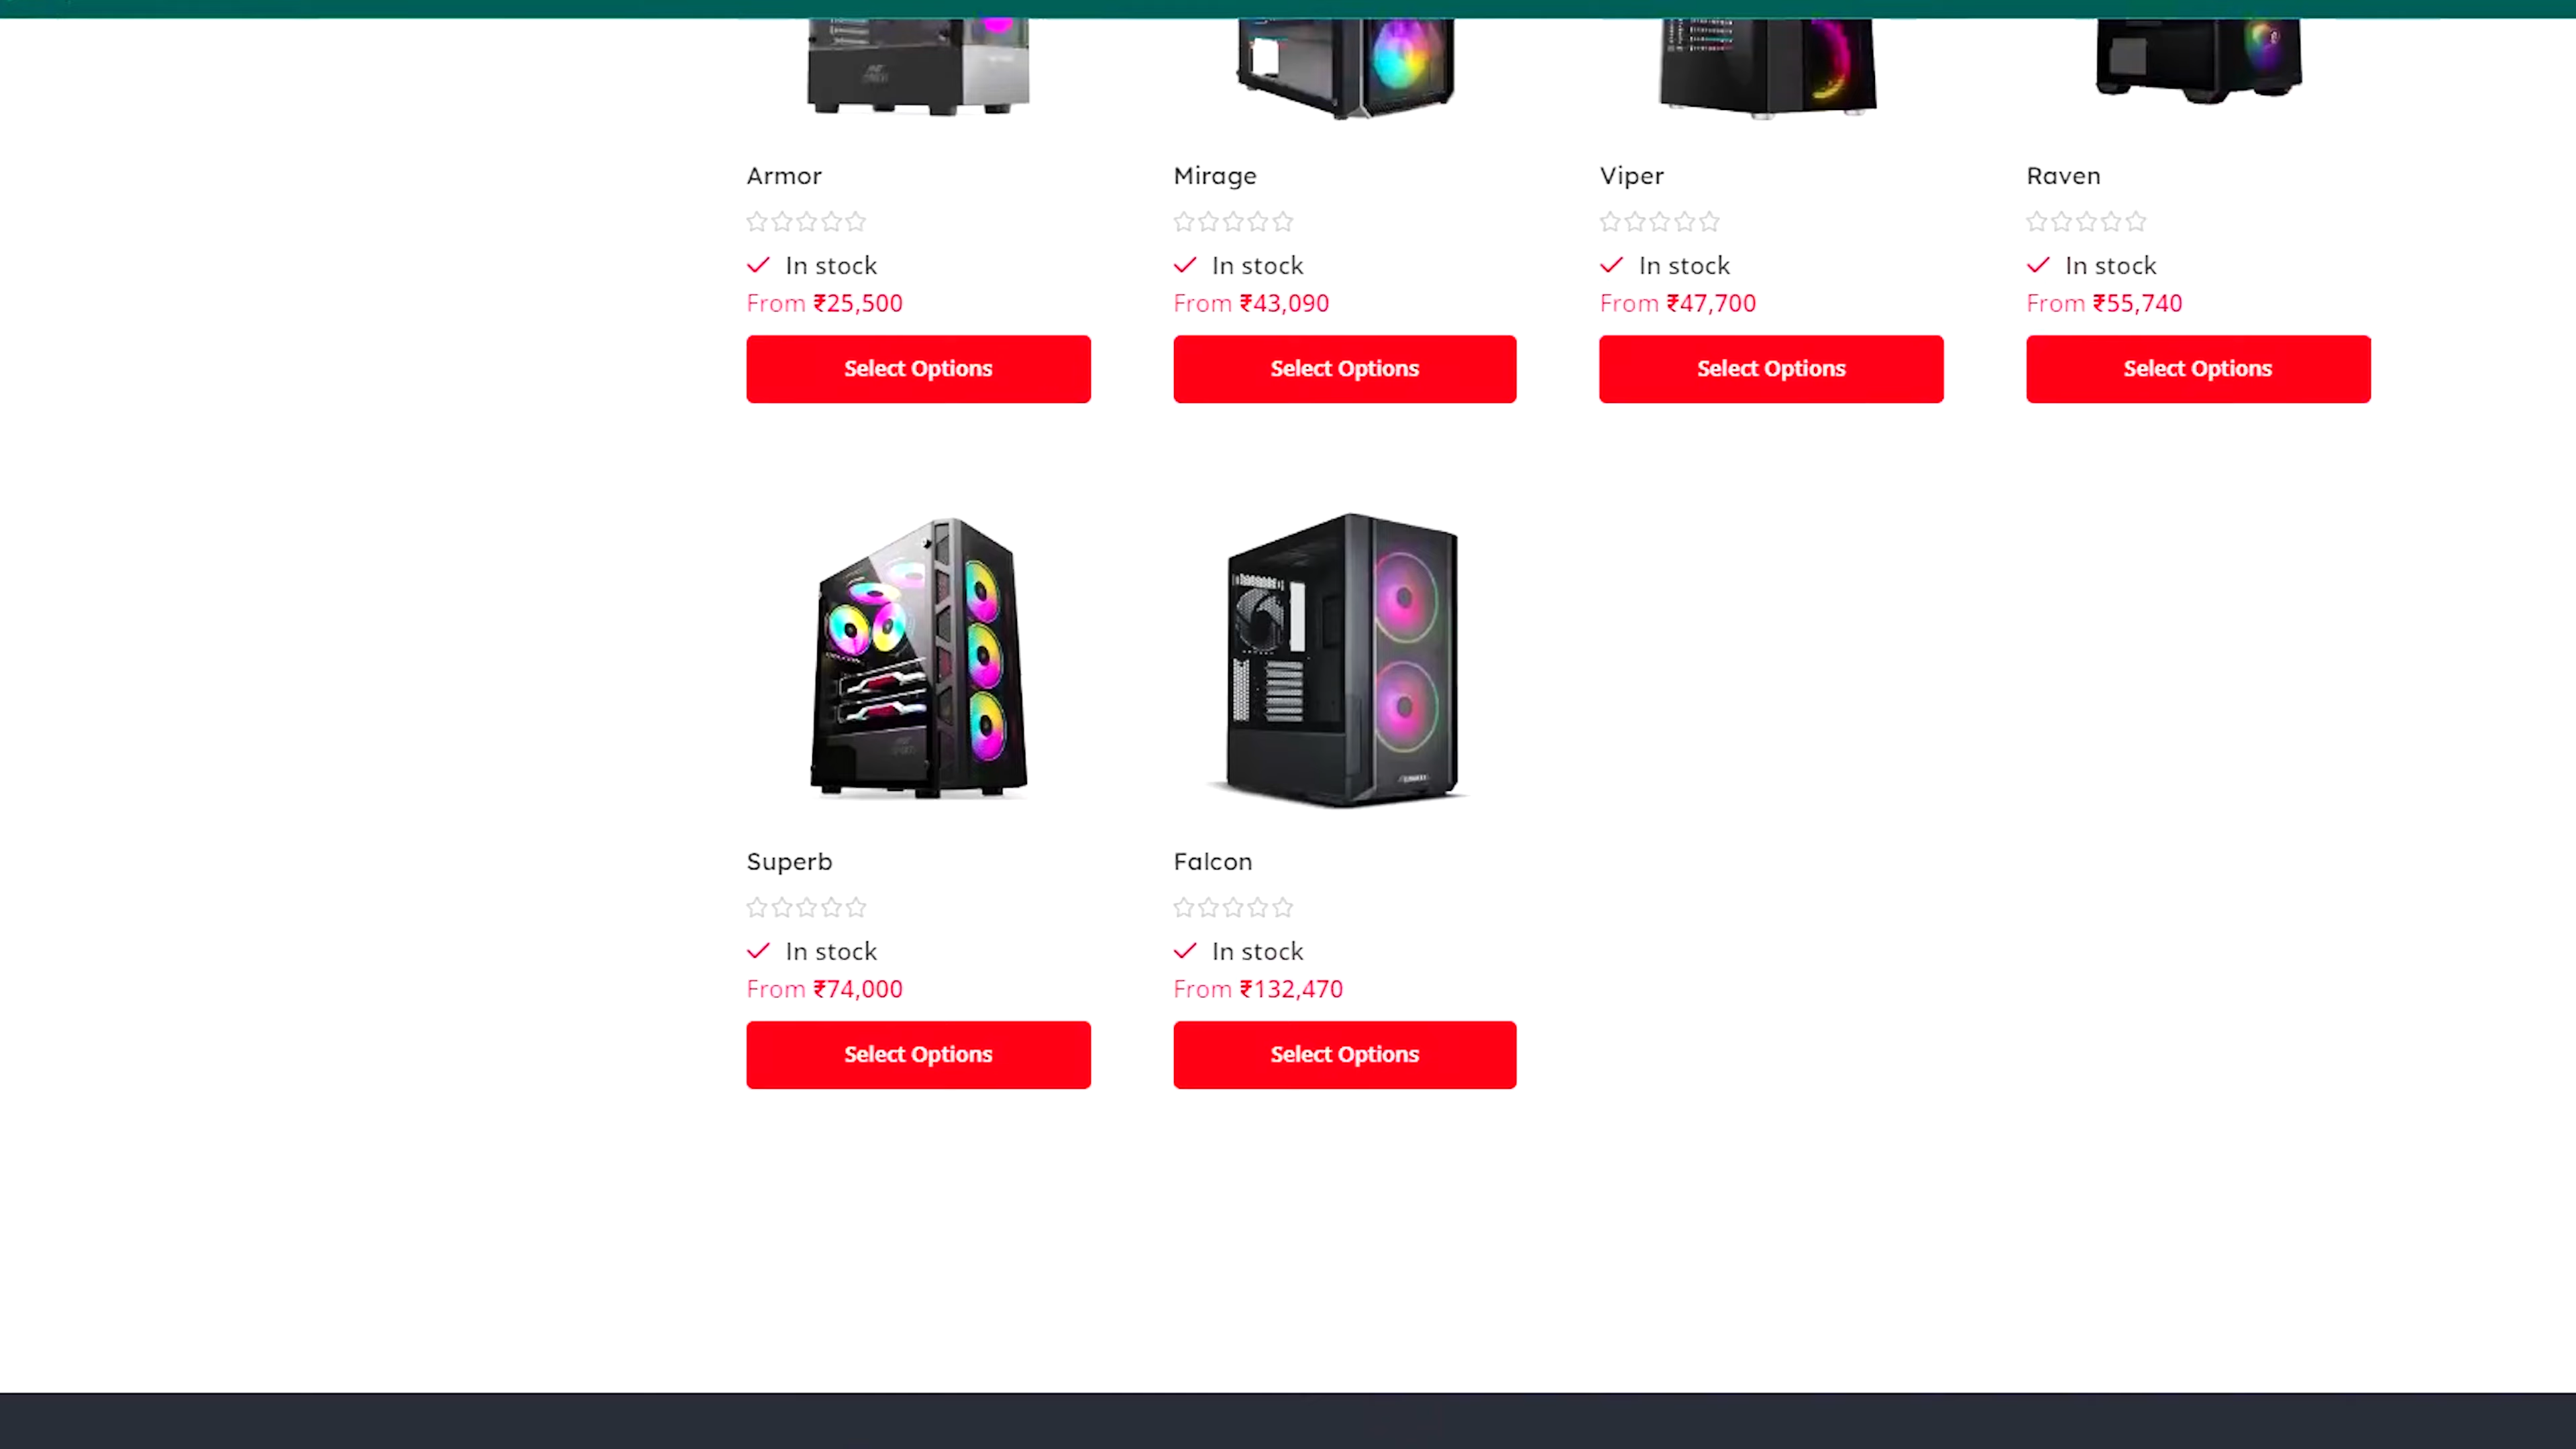 Armor
In stock
From ₹25,500
Select Options
Mirage
In stock
From ₹43,090
Select Options
Viper
In stock
From ₹47,700
Select Options
Raven
In stock
From ₹55,740
Select Options
Superb
In stock
From ₹74,000
Select Options
Falcon
In stock
From ₹132,470
Select Options